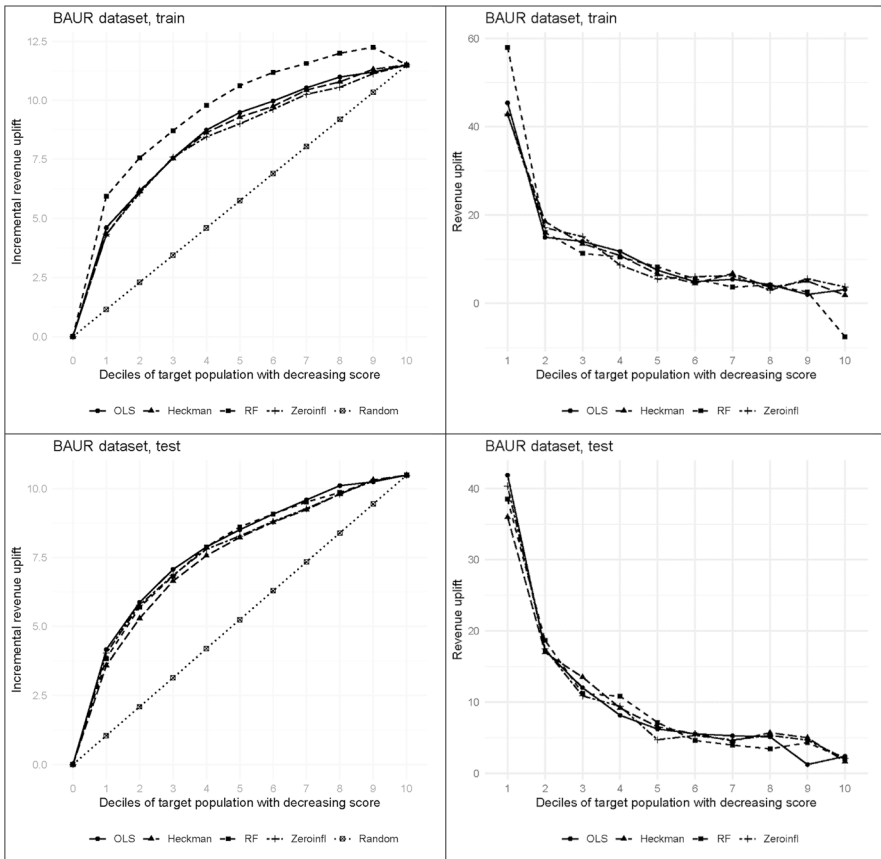 BAUR dataset, train
Incremental revenue uplift
12.5
10.0
7.5
5.0
2.5
0.0
0 1 2 3 4 5 6 7 8 9 10
Deciles of target population with decreasing score
OLS Heckman RF Zeroinfl Random
BAUR dataset, train
Revenue uplift
60
40
20
0
1 2 3 4 5 6 7 8 9 10
Deciles of target population with decreasing score
OLS Heckman RF Zeroinfl
BAUR dataset, test
Incremental revenue uplift
10.0
7.5
5.0
2.5
0.0
0 1 2 3 4 5 6 7 8 9 10
Deciles of target population with decreasing score
OLS Heckman RF Zeroinfl Random
BAUR dataset, test
Revenue uplift
40
30
20
10
0
1 2 3 4 5 6 7 8 9 10
Deciles of target population with decreasing score
OLS Heckman RF Zeroinfl